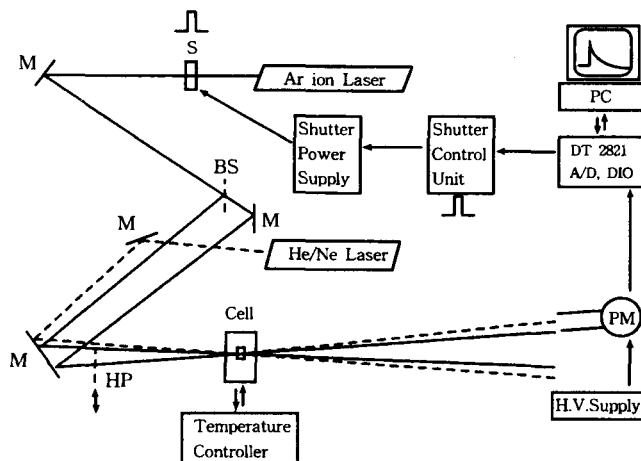 S
M
Ar ion Laser
PC
Shutter
Power
Supply
Shutter
Control
Unit
DT 2821
A/D, DIO
BS
M
M
He/Ne Laser
Cell
PM
M
HP
H.V.Supply
Temperature
Controller